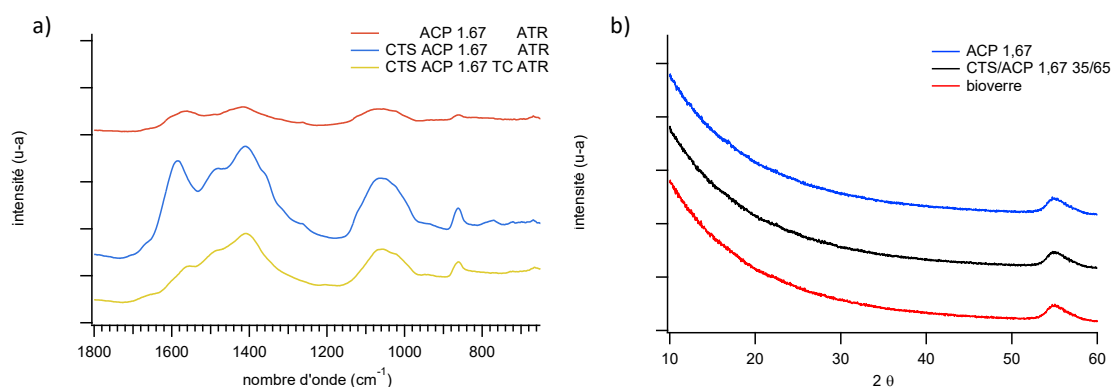 a)
ACP 1.67 ATR
CTS ACP 1.67 ATR
CTS ACP 1.67 TC ATR
intensité (u-a)
1800 1600 1400 1200 1000 800
nombre d'onde (cm-1)
b)
ACP 1,67
CTS/ACP 1,67 35/65
bioverre
intensité (u-a)
10 20 30 40 50 60
2 θ